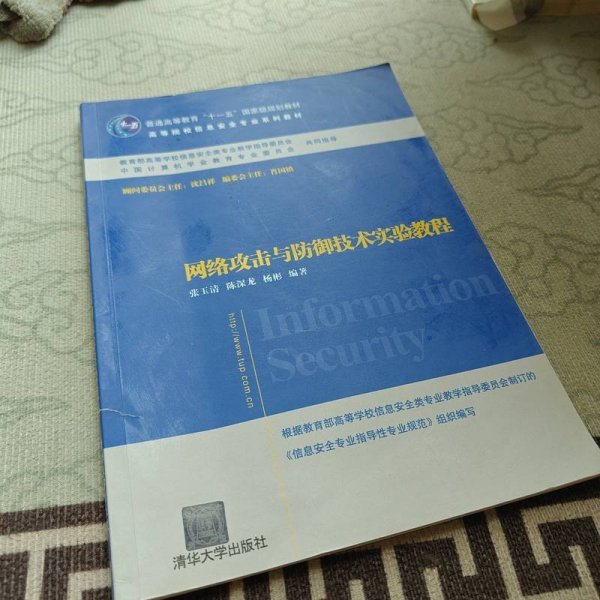 十一五
普通高等教育“十一五”国家级规划教材
高等院校信息安全专业系列教材
教育部高等学校信息安全类专业教学指导委员会
中国计算机学会教育专业委员会 共同指导
顾问委员会主任：沈昌祥 编委会主任：肖国镇
网络攻击与防御技术实验教程
张玉清 陈深龙 杨彬 编著
http://www.tup.com.cn
Information
Security
根据教育部高等学校信息安全类专业教学指导委员会制订的
《信息安全专业指导性专业规范》组织编写
清华大学出版社